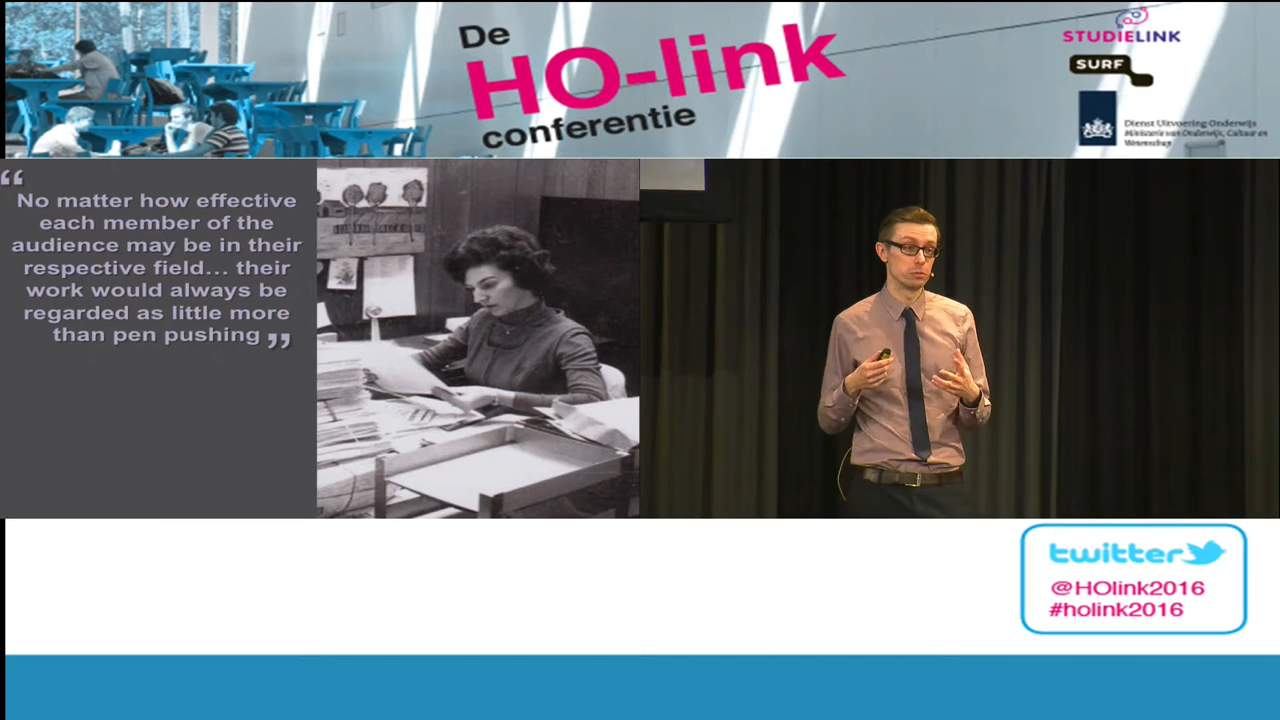 De
HO-link
conferentie
STUDIELINK
SURF
Dienst Uitvoering Onderwijs
Ministerie van Onderwijs, Cultuur en
Wetenschap
“
No matter how effective
each member of the
audience may be in their
respective field... their
work would always be
regarded as little more
than pen pushing ”
twitter
@HOlink2016
#holink2016